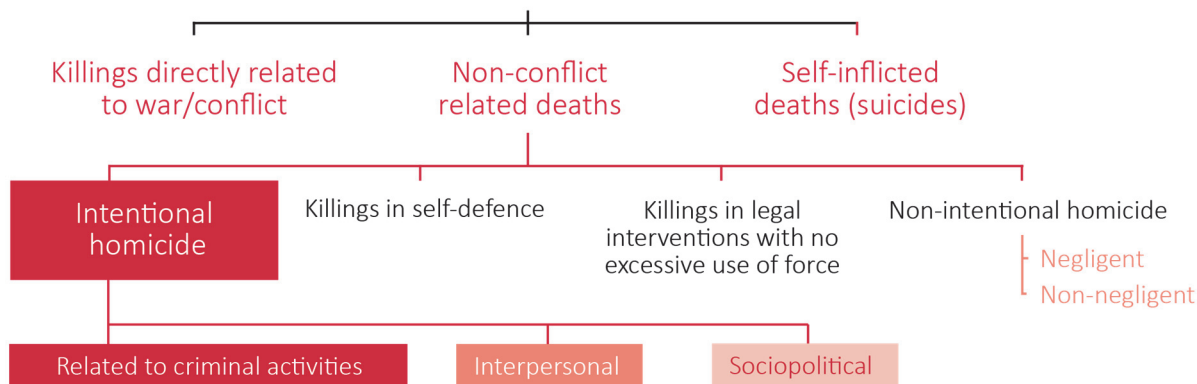 Killings directly related
to war/conflict
Non-conflict
related deaths
Self-inflicted
deaths (suicides)
Intentional
homicide
Killings in self-defence
Killings in legal
interventions with no
excessive use of force
Non-intentional homicide
Negligent
Non-negligent
Related to criminal activities
Interpersonal
Sociopolitical